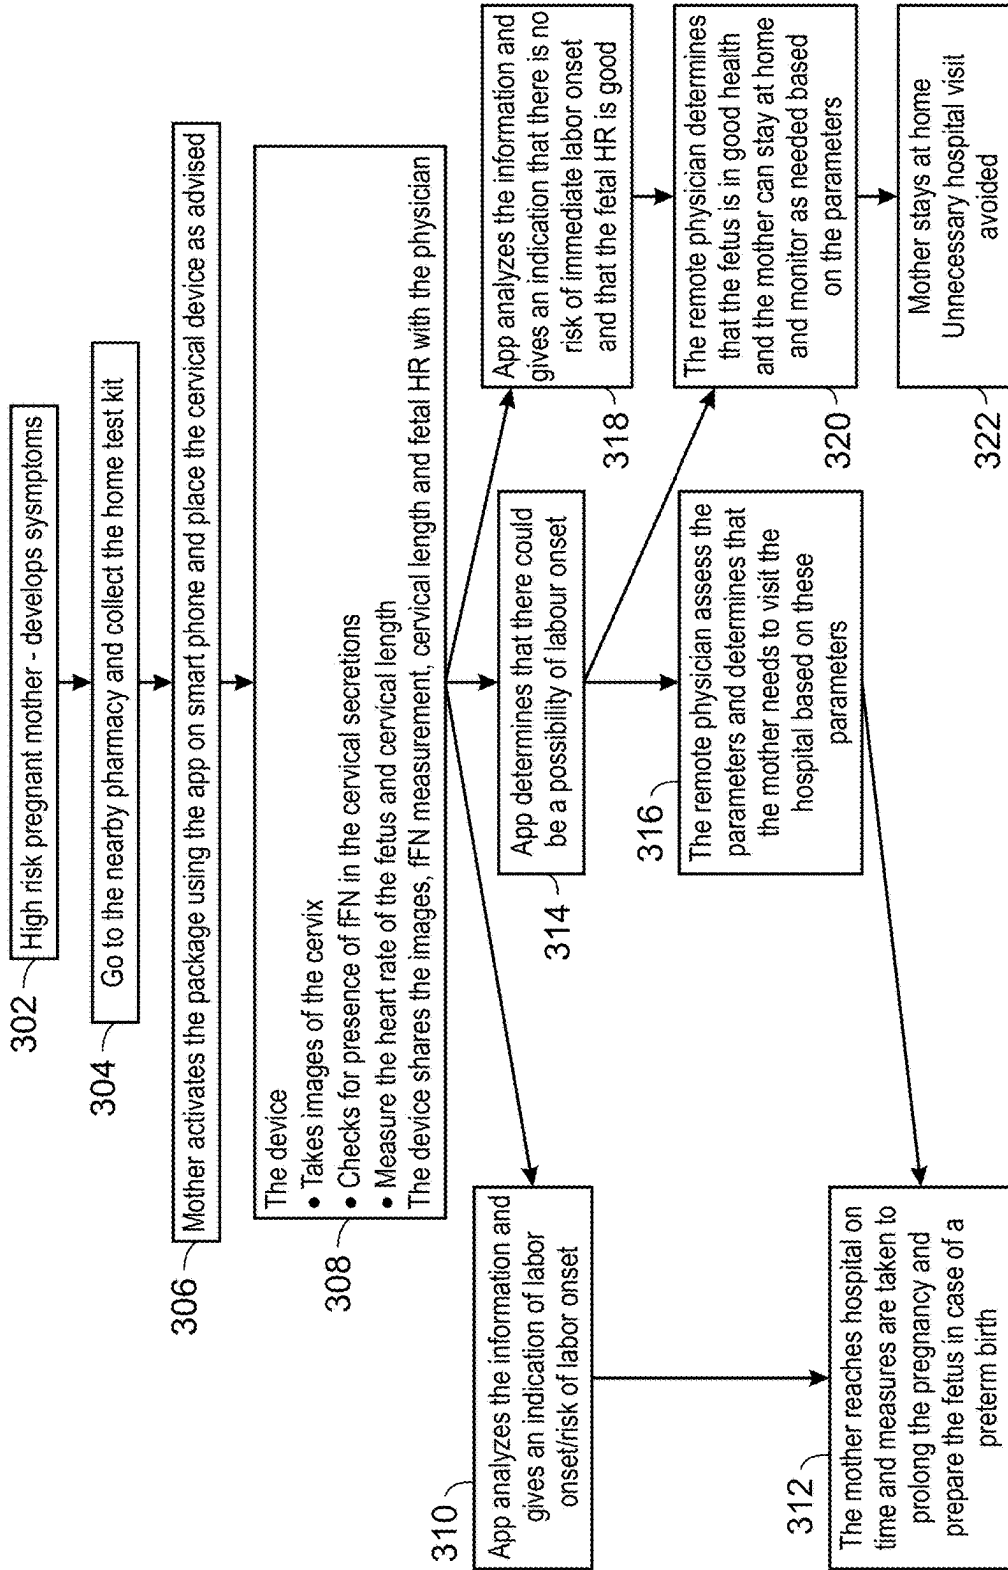 302
High risk pregnant mother - develops sysmptoms
304
Go to the nearby pharmacy and collect the home test kit
306
Mother activates the package using the app on smart phone and place the cervical device as advised
308
The device
• Takes images of the cervix
• Checks for presence of fFN in the cervical secretions
• Measure the heart rate of the fetus and cervical length
The device shares the images, fFN measurement, cervical length and fetal HR with the physician
310
App analyzes the information and
gives an indication of labor
onset/risk of labor onset
312
The mother reaches hospital on
time and measures are taken to
prolong the pregnancy and
prepare the fetus in case of a
preterm birth
App determines that there could
be a possibility of labour onset
314
316
The remote physician assess the
parameters and determines that
the mother needs to visit the
hospital based on these
parameters
App analyzes the information and
gives an indication that there is no
risk of immediate labor onset
and that the fetal HR is good
318
The remote physician determines
that the fetus is in good health
and the mother can stay at home
and monitor as needed based
on the parameters
320
Mother stays at home
Unnecessary hospital visit
avoided
322